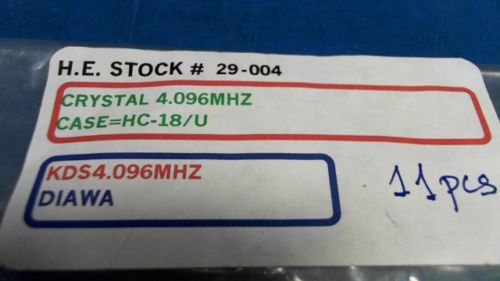 H.E. STOCK # 29-004
CRYSTAL 4.096MHZ
CASE=HC-18/U
KDS4.096MHZ
DIAWA
11pcs